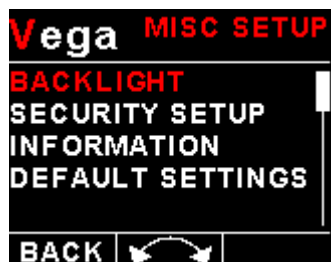 Vega MISC SETUP
BACKLIGHT
SECURITY SETUP
INFORMATION
DEFAULT SETTINGS
BACK